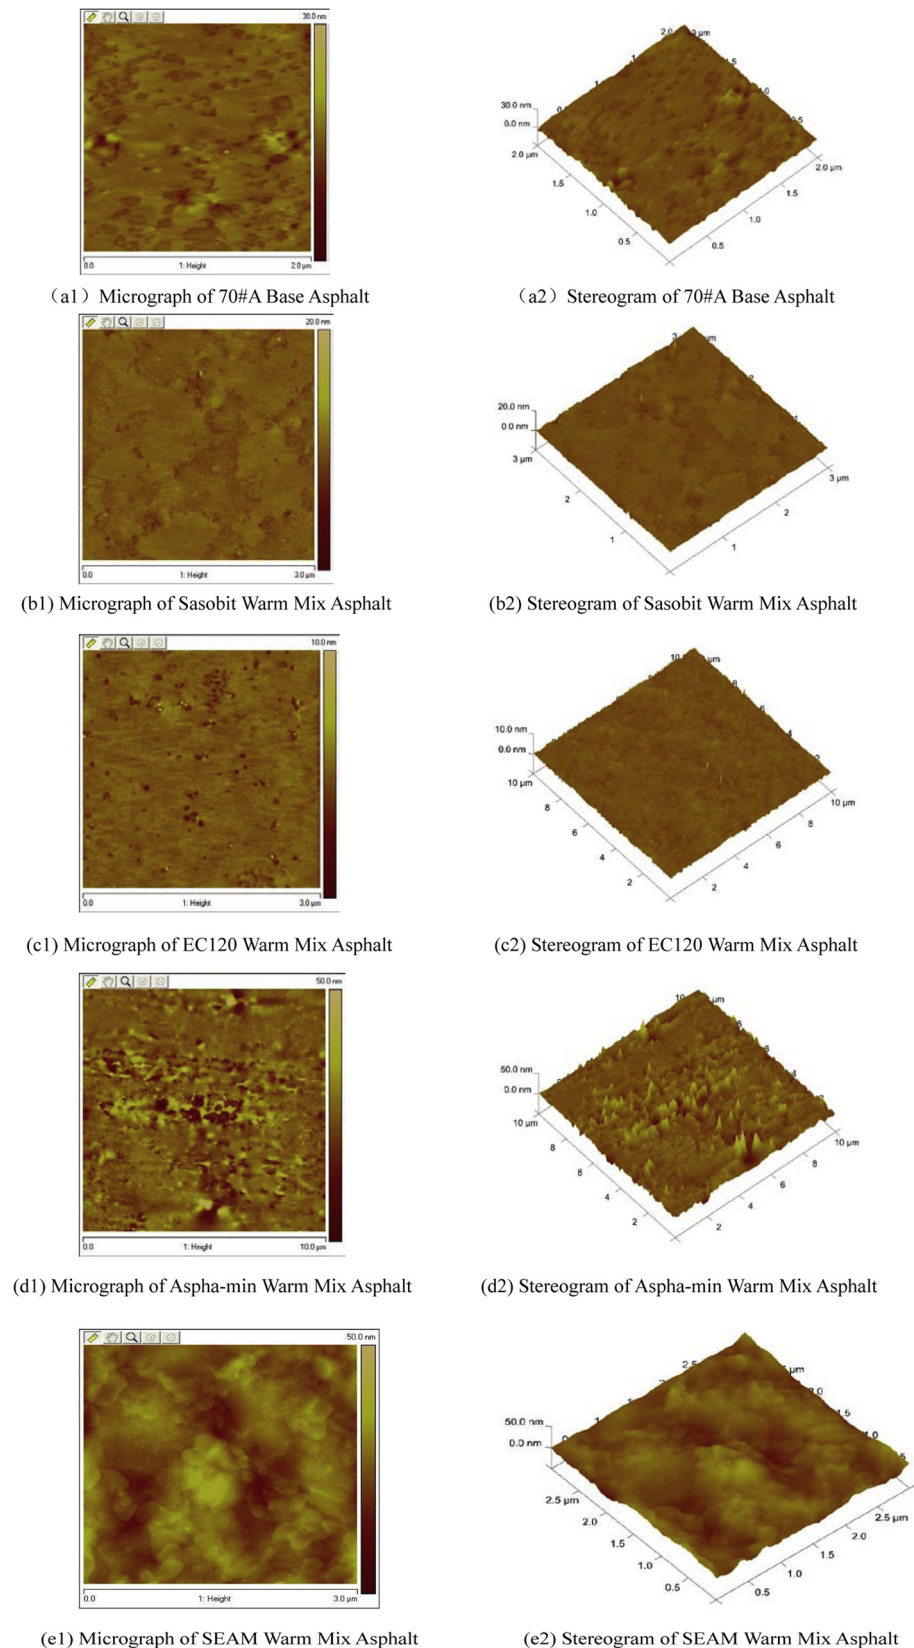 30.0 nm
0.0 1: Height 2.0 µm
30.0 nm
0.0 nm
2.0 µm
1.5
1.0
0.5
0.5
1.0
1.5
2.0 µm
(a1）Micrograph of 70#A Base Asphalt
(a2）Stereogram of 70#A Base Asphalt
20.0 nm
0.0 1: Height 3.0 µm
20.0 nm
0.0 nm
3 µm
2
1
1
2
3 µm
(b1) Micrograph of Sasobit Warm Mix Asphalt
(b2) Stereogram of Sasobit Warm Mix Asphalt
10.0 nm
0.0 1: Height 3.0 µm
10.0 nm
0.0 nm
10 µm
8
6
4
2
2
4
6
8
10 µm
(c1) Micrograph of EC120 Warm Mix Asphalt
(c2) Stereogram of EC120 Warm Mix Asphalt
50.0 nm
0.0 1: Height 10.0 µm
50.0 nm
0.0 nm
10 µm
8
6
4
2
2
4
6
8
10 µm
(d1) Micrograph of Aspha-min Warm Mix Asphalt
(d2) Stereogram of Aspha-min Warm Mix Asphalt
50.0 nm
0.0 1: Height 3.0 µm
50.0 nm
0.0 nm
2.5 µm
2.0
1.5
1.0
0.5
0.5
1.0
1.5
2.0
2.5 µm
(e1) Micrograph of SEAM Warm Mix Asphalt
(e2) Stereogram of SEAM Warm Mix Asphalt